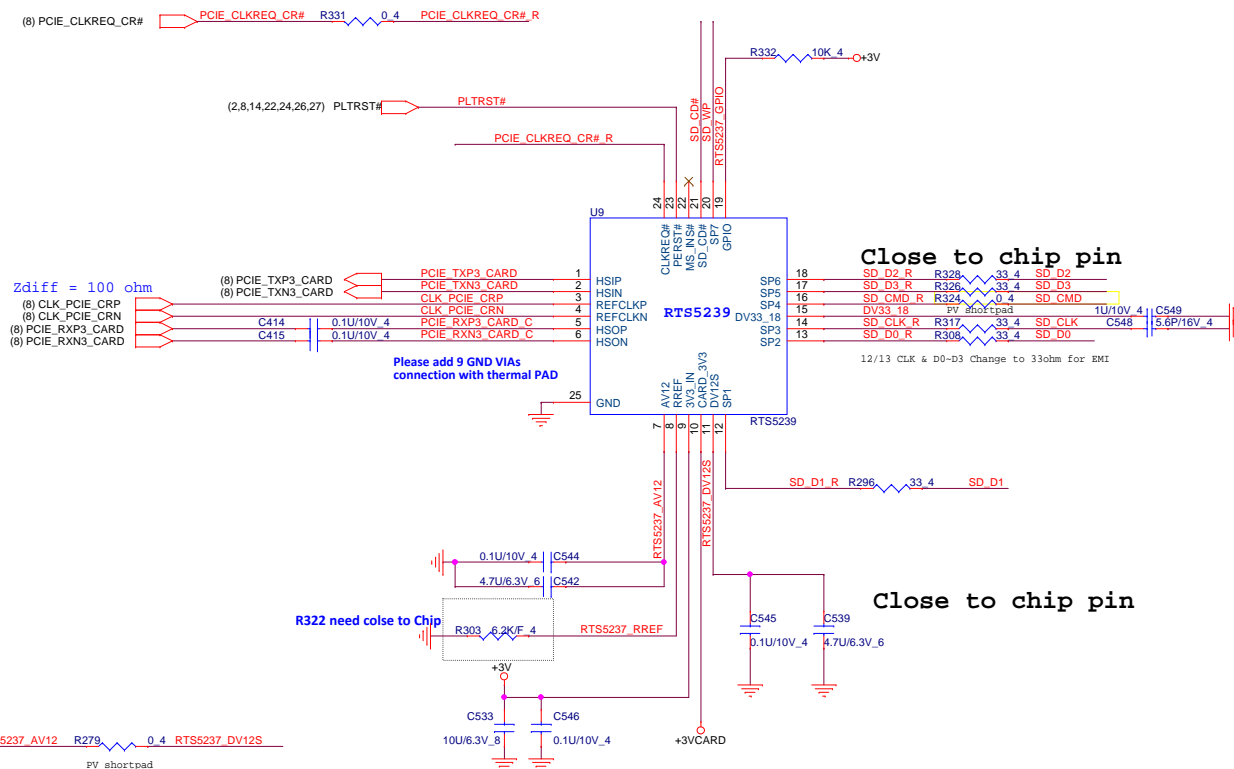 (8) PCIE_CLKREQ_CR# PCIE_CLKREQ_CR# R331 0_4 PCIE_CLKREQ_CR#_R
R332 10K_4 +3V
(2,8,14,22,24,26,27) PLTRST# PLTRST#
PCIE_CLKREQ_CR#_R
SD_CD#
SD_WP
RTS5237_GPIO
24 23 22 21 20 19
U9
CLKREQ#
PERST#
MS_INS#
SD_CD#
SP7
GPIO
Close to chip pin
(8) PCIE_TXP3_CARD PCIE_TXP3_CARD 1 HSIP SP6 18 SD_D2_R R328 33_4 SD_D2
(8) PCIE_TXN3_CARD PCIE_TXN3_CARD 2 HSIN SP5 17 SD_D3_R R326 33_4 SD_D3
Zdiff = 100 ohm
(8) CLK_PCIE_CRP CLK_PCIE_CRP 3 REFCLKP SP4 16 SD_CMD_R R324 0_4 SD_CMD
PV shortpad
(8) CLK_PCIE_CRN CLK_PCIE_CRN 4 REFCLKN RTS5239 DV33_18 15 DV33_18 1U/10V_4 C549
(8) PCIE_RXP3_CARD C414 0.1U/10V_4 PCIE_RXP3_CARD_C 5 HSOP SP3 14 SD_CLK_R R317 33_4 SD_CLK C548 5.6P/16V_4
(8) PCIE_RXN3_CARD C415 0.1U/10V_4 PCIE_RXN3_CARD_C 6 HSON SP2 13 SD_D0_R R308 33_4 SD_D0
12/13 CLK & D0~D3 Change to 33ohm for EMI
Please add 9 GND VIAs
connection with thermal PAD
25 GND
AV12
RREF
3V3_IN
CARD_3V3
DV12S
SP1
RTS5239
7 8 9 10 11 12
RTS5237_AV12
RTS5237_DV12S
SD_D1_R R296 33_4 SD_D1
0.1U/10V_4 C544
4.7U/6.3V_6 C542
Close to chip pin
R322 need colse to Chip
R303 6.2K/F_4 RTS5237_RREF
C545
0.1U/10V_4
C539
4.7U/6.3V_6
+3V
C533
10U/6.3V_8
C546
0.1U/10V_4
+3VCARD
5237_AV12 R279 0_4 RTS5237_DV12S
PV shortpad